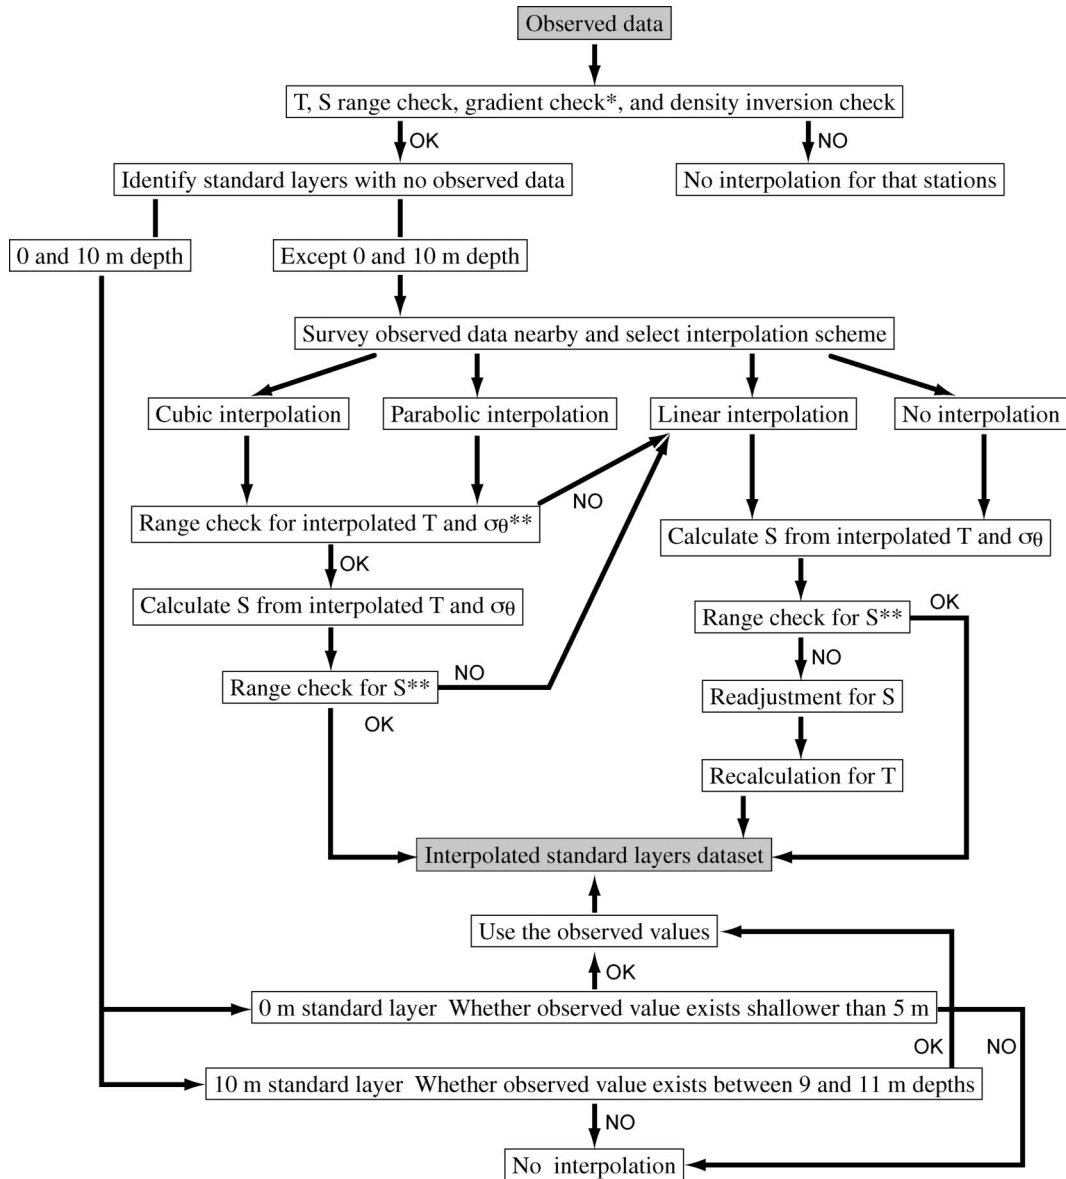 Observed data
T, S range check, gradient check*, and density inversion check
OK
NO
Identify standard layers with no observed data
No interpolation for that stations
0 and 10 m depth
Except 0 and 10 m depth
Survey observed data nearby and select interpolation scheme
Cubic interpolation
Parabolic interpolation
Linear interpolation
No interpolation
NO
Range check for interpolated T and σθ**
Calculate S from interpolated T and σθ
OK
Calculate S from interpolated T and σθ
Range check for S**
OK
Range check for S**
NO
NO
Readjustment for S
OK
Recalculation for T
Interpolated standard layers dataset
Use the observed values
OK
0 m standard layer Whether observed value exists shallower than 5 m
OK
NO
10 m standard layer Whether observed value exists between 9 and 11 m depths
NO
No interpolation